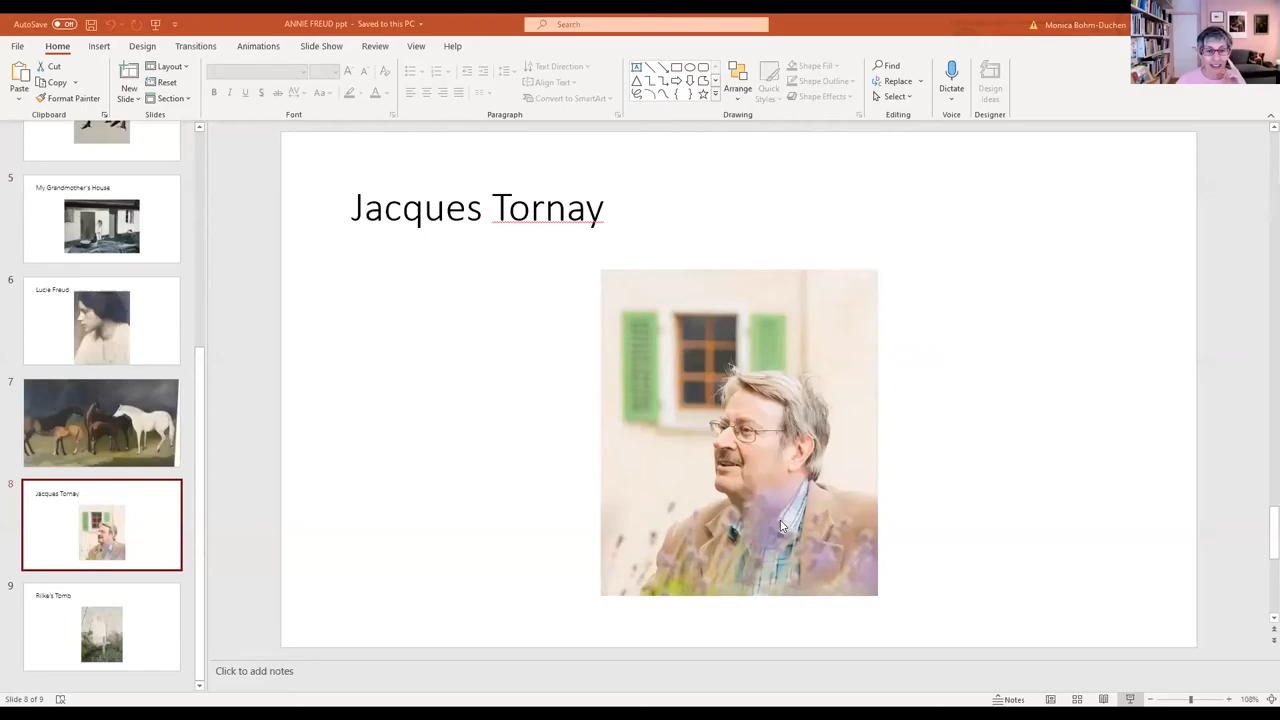 AutoSave Off ANNIE FREUD ppt - Saved to this PC Search Monica Bohm-Duchen
File Home Insert Design Transitions Animations Slide Show Review View Help
Paste Cut Copy Format Painter Clipboard
New Slide Layout Reset Section Slides
B I U S ab AV Aa A Font
Text Direction Align Text Convert to SmartArt Paragraph
Arrange Quick Styles Shape Fill Shape Outline Shape Effects Drawing
Find Replace Select Editing
Dictate Voice
Design Ideas Designer
5 My Grandmother's House
6 Lucie Freud
7
8 Jacques Tornay
9 Rilke's Tomb
Jacques Tornay
Click to add notes
Slide 8 of 9 Notes 108%